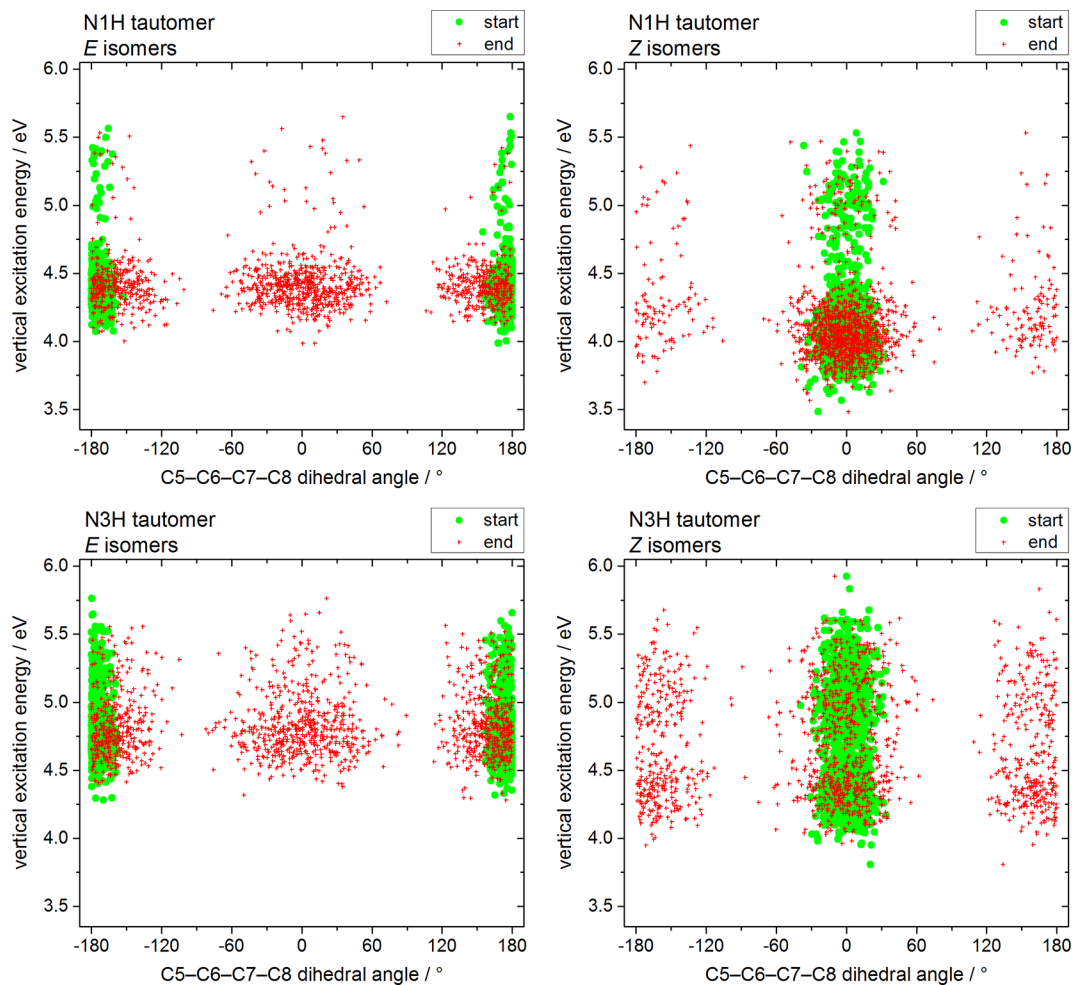 N1H tautomer
E isomers
start
end
6.0
5.5
5.0
4.5
4.0
3.5
vertical excitation energy / eV
-180 -120 -60 0 60 120 180
C5–C6–C7–C8 dihedral angle / °
N1H tautomer
Z isomers
start
end
6.0
5.5
5.0
4.5
4.0
3.5
vertical excitation energy / eV
-180 -120 -60 0 60 120 180
C5–C6–C7–C8 dihedral angle / °
N3H tautomer
E isomers
start
end
6.0
5.5
5.0
4.5
4.0
3.5
vertical excitation energy / eV
-180 -120 -60 0 60 120 180
C5–C6–C7–C8 dihedral angle / °
N3H tautomer
Z isomers
start
end
6.0
5.5
5.0
4.5
4.0
3.5
vertical excitation energy / eV
-180 -120 -60 0 60 120 180
C5–C6–C7–C8 dihedral angle / °